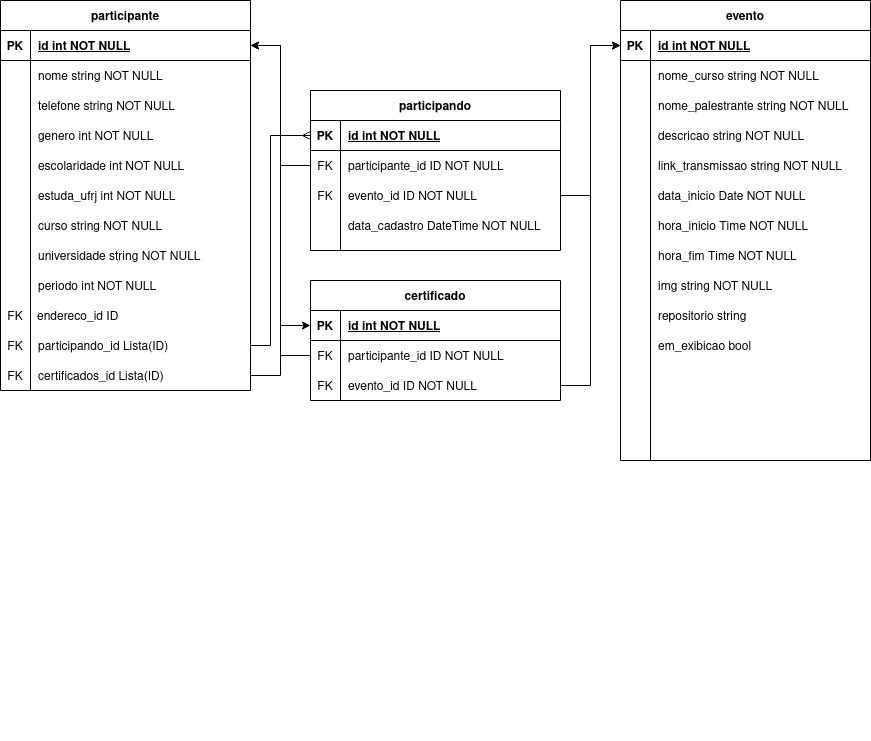 participante
PK id int NOT NULL
nome string NOT NULL
telefone string NOT NULL
genero int NOT NULL
escolaridade int NOT NULL
estuda_ufrj int NOT NULL
curso string NOT NULL
universidade string NOT NULL
periodo int NOT NULL
FK endereco_id ID
FK participando_id Lista(ID)
FK certificados_id Lista(ID)
participando
PK id int NOT NULL
FK participante_id ID NOT NULL
FK evento_id ID NOT NULL
data_cadastro DateTime NOT NULL
certificado
PK id int NOT NULL
FK participante_id ID NOT NULL
FK evento_id ID NOT NULL
evento
PK id int NOT NULL
nome_curso string NOT NULL
nome_palestrante string NOT NULL
descricao string NOT NULL
link_transmissao string NOT NULL
data_inicio Date NOT NULL
hora_inicio Time NOT NULL
hora_fim Time NOT NULL
img string NOT NULL
repositorio string
em_exibicao bool